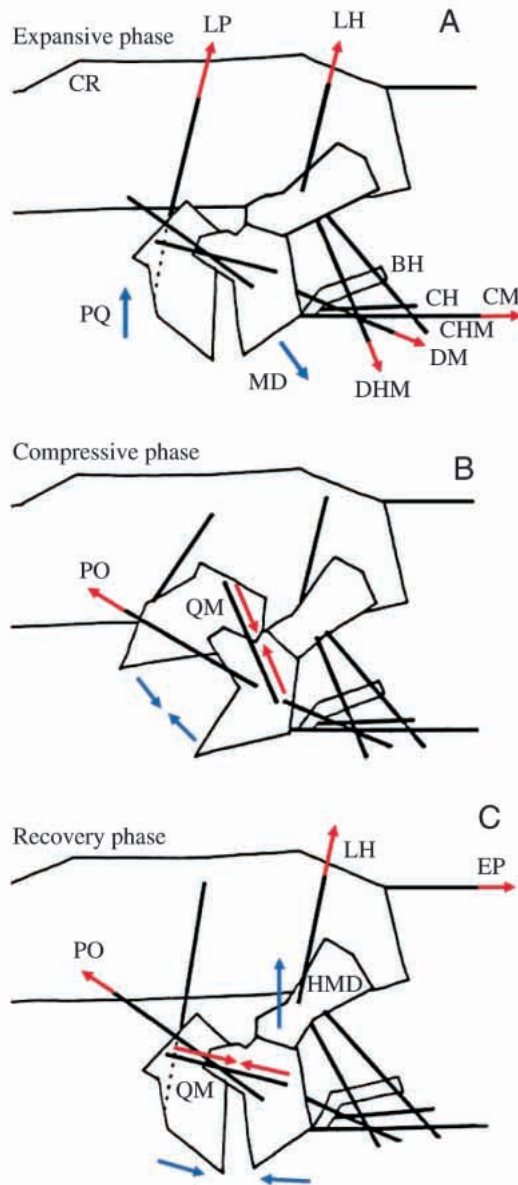 A
Expansive phase
LP
LH
CR
BH
CH
CM
PQ
CHM
DM
MD
DHM
B
Compressive phase
PO
QM
C
Recovery phase
LH
EP
PO
HMD
QM